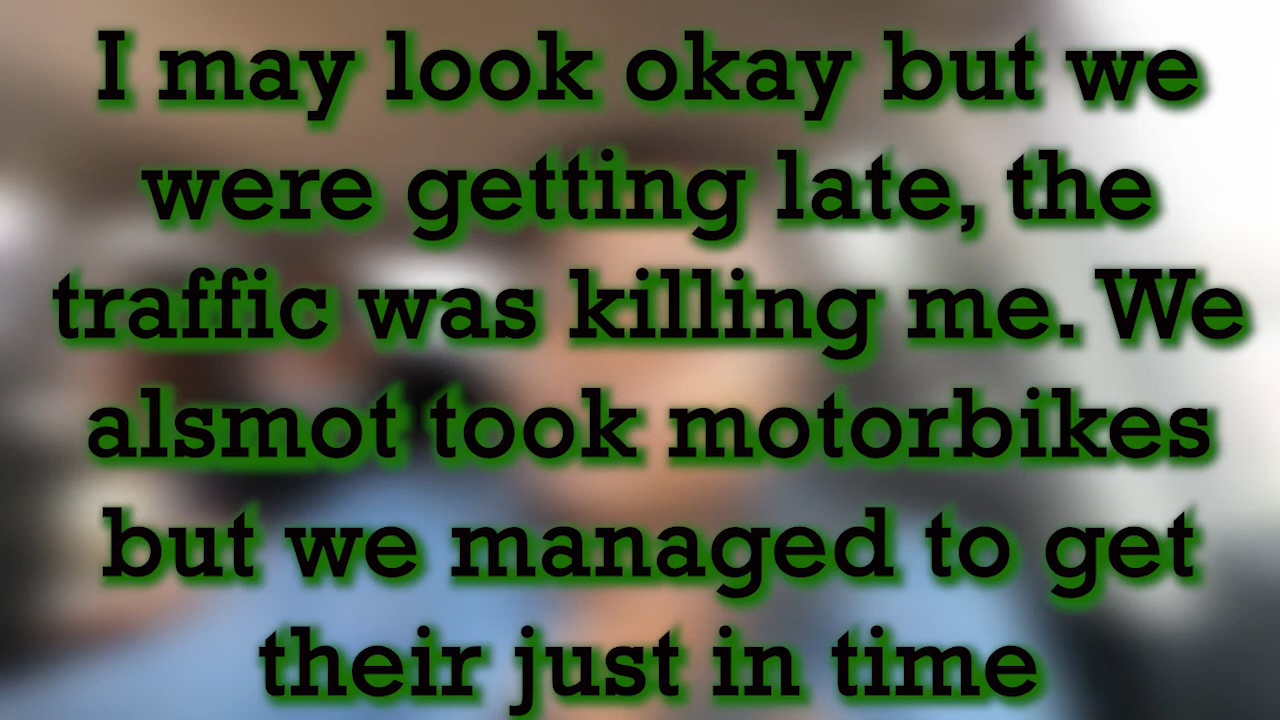 I may look okay but we
were getting late, the
traffic was killing me. We
alsmot took motorbikes
but we managed to get
their just in time